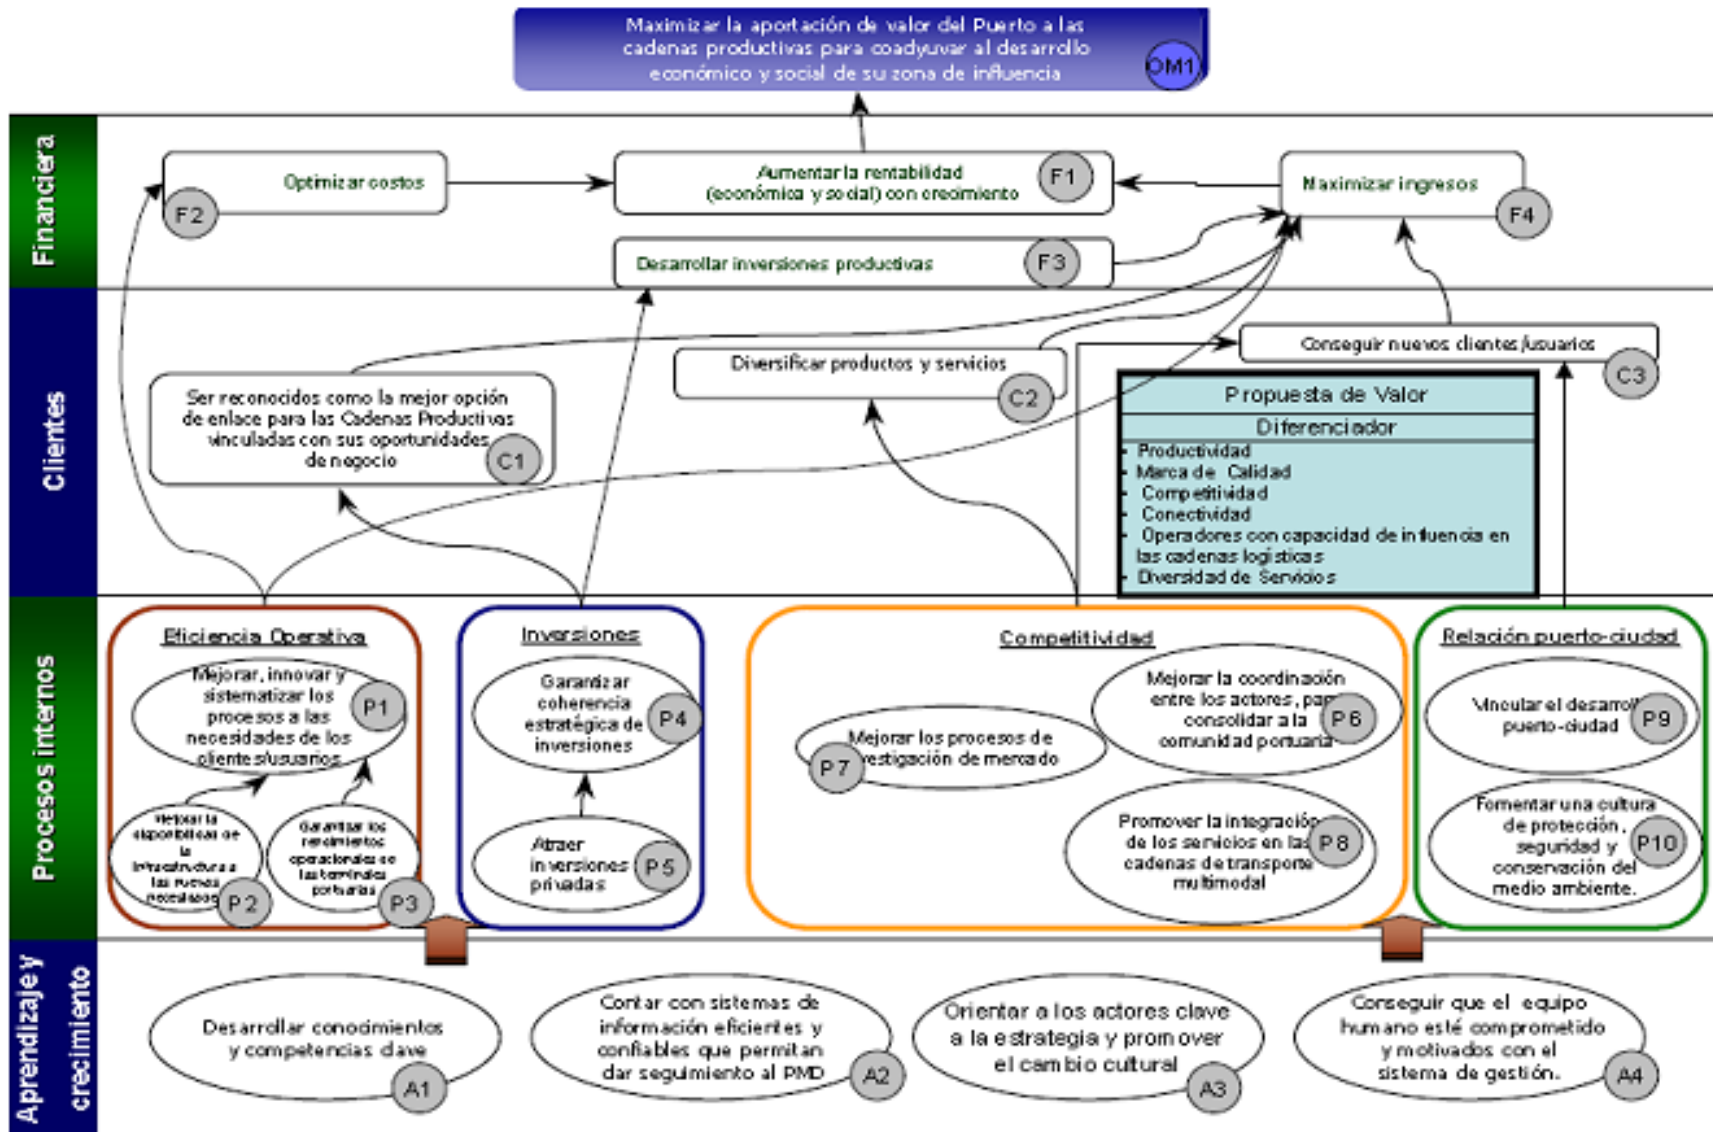 Maximizar la aportación de valor del Puerto a las
cadenas productivas para coadyuvar al desarrollo
económico y social de su zona de influencia
OM1
Financiera
Optimizar costos
F2
Aumentar la rentabilidad
(económica y social) con crecimiento
F1
Maximizar ingresos
F4
Desarrollar inversiones productivas
F3
Clientes
Ser reconocidos como la mejor opción
de enlace para las Cadenas Productivas
vinculadas con sus oportunidades
de negocio
C1
Diversificar productos y servicios
C2
Conseguir nuevos clientes/usuarios
C3
Propuesta de Valor
Diferenciador
- Productividad
- Marca de Calidad
- Competitividad
- Conectividad
- Operadores con capacidad de influencia en
las cadenas logísticas
- Diversidad de Servicios
Procesos internos
Eficiencia Operativa
Mejorar, innovar y
sistematizar los
procesos a las
necesidades de los
clientes/usuarios
P1
Mejorar la
disponibilidad de
la
infraestructura a
las nuevas
P2
Garantizar los
rendimientos
operacionales de
las terminales
portuarias
P3
Inversiones
Garantizar
coherencia
estratégica de
inversiones
P4
Atraer
inversiones
privadas
P5
Competitividad
Mejorar los procesos de
vestigación de mercado
P7
Mejorar la coordinación
entre los actores, para
consolidar a la
comunidad portuaria
P6
Promover la integración
de los servicios en las
cadenas de transporte
multimodal
P8
Relación puerto-ciudad
Vincular el desarroll
puerto-ciudad
P9
Fomentar una cultura
de protección,
seguridad y
conservación del
medio ambiente.
P10
Aprendizaje y
crecimiento
Desarrollar conocimientos
y competencias clave
A1
Contar con sistemas de
información eficientes y
confiables que permitan
dar seguimiento al PMD
A2
Orientar a los actores clave
a la estrategia y promover
el cambio cultural
A3
Conseguir que el equipo
humano esté comprometido
y motivados con el
sistema de gestión.
A4